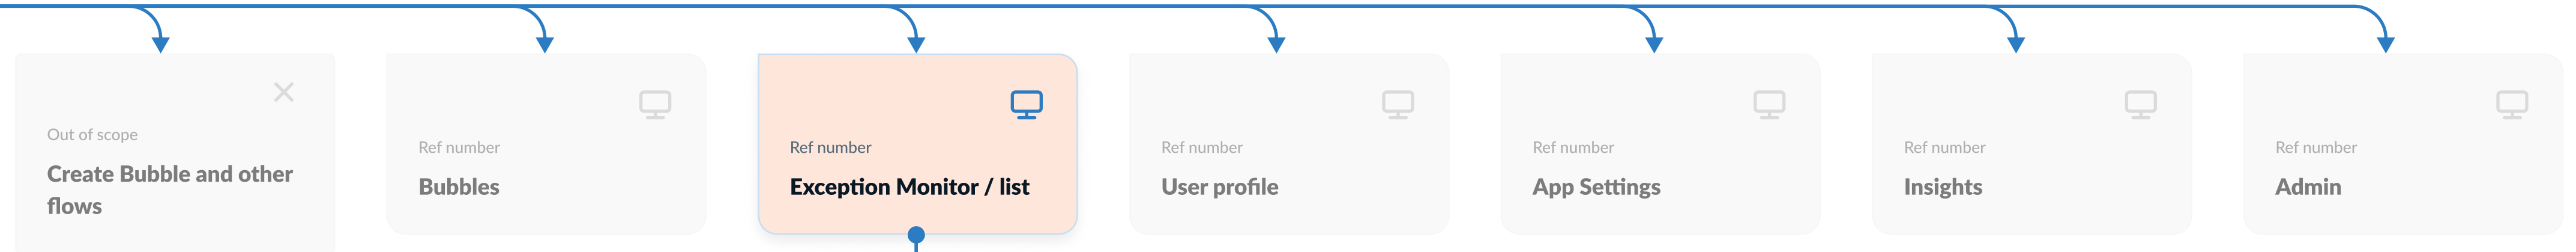 Out of scope
Create Bubble and other
flows
Ref number
Bubbles
Ref number
Exception Monitor / list
Ref number
User profile
Ref number
App Settings
Ref number
Insights
Ref number
Admin